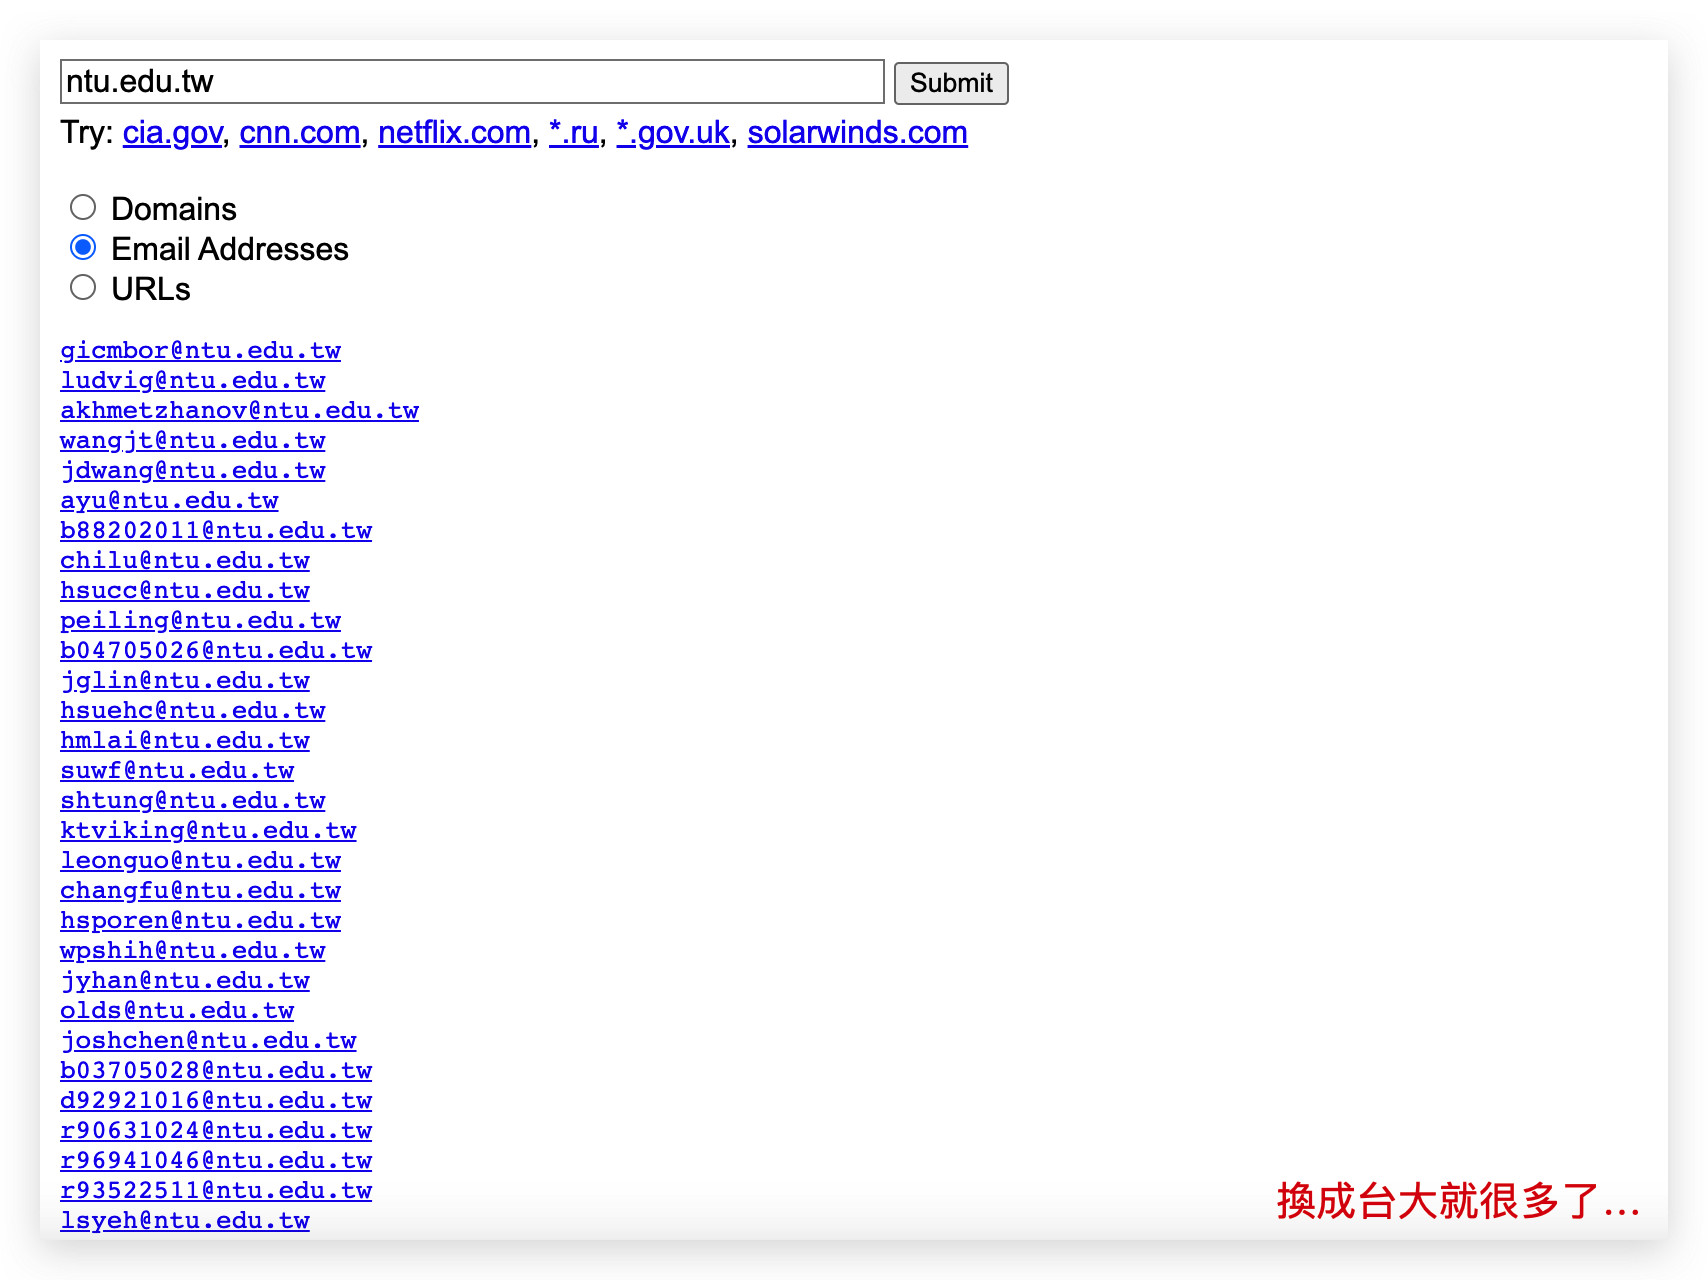 ntu.edu.tw Submit
Try: cia.gov, cnn.com, netflix.com, *.ru, *.gov.uk, solarwinds.com
Domains
Email Addresses
URLs
gicmbor@ntu.edu.tw
ludvig@ntu.edu.tw
akhmetzhanov@ntu.edu.tw
wangjt@ntu.edu.tw
jdwang@ntu.edu.tw
ayu@ntu.edu.tw
b88202011@ntu.edu.tw
chilu@ntu.edu.tw
hsucc@ntu.edu.tw
peiling@ntu.edu.tw
b04705026@ntu.edu.tw
jglin@ntu.edu.tw
hsuehc@ntu.edu.tw
hmlai@ntu.edu.tw
suwf@ntu.edu.tw
shtung@ntu.edu.tw
ktviking@ntu.edu.tw
leonguo@ntu.edu.tw
changfu@ntu.edu.tw
hsporen@ntu.edu.tw
wpshih@ntu.edu.tw
jyhan@ntu.edu.tw
olds@ntu.edu.tw
joshchen@ntu.edu.tw
b03705028@ntu.edu.tw
d92921016@ntu.edu.tw
r90631024@ntu.edu.tw
r96941046@ntu.edu.tw
r93522511@ntu.edu.tw
lsyeh@ntu.edu.tw
換成台大就很多了...